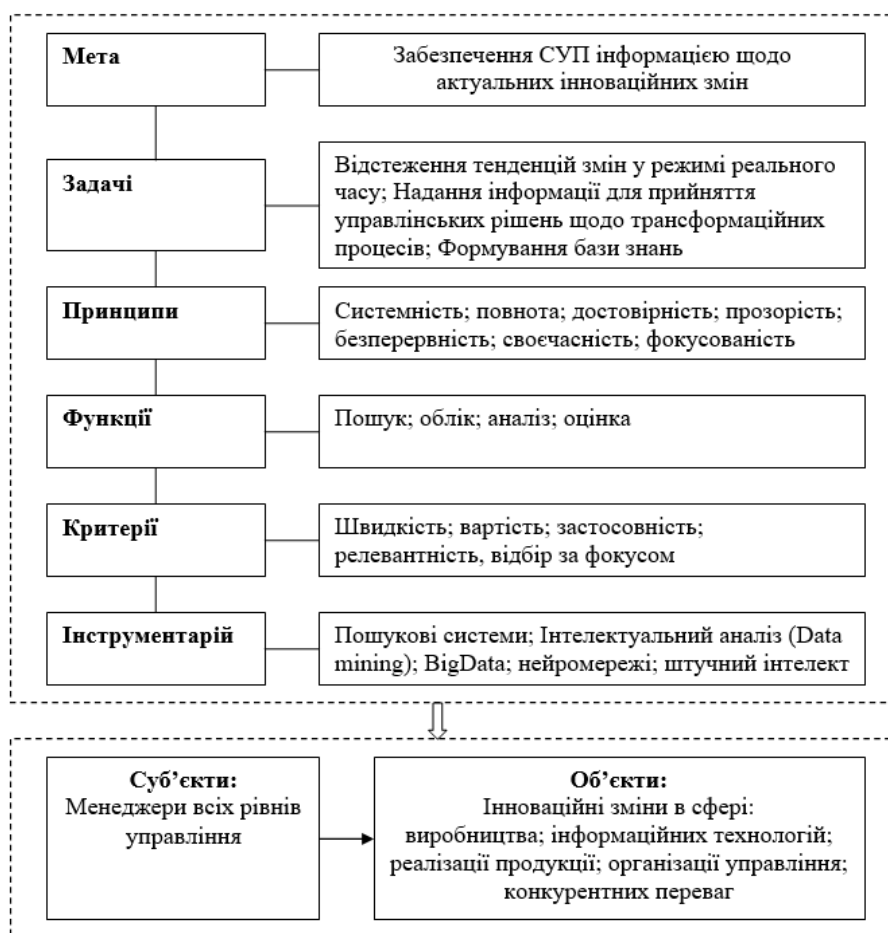 Мета
Забезпечення СУП інформацією щодо
актуальних інноваційних змін
Задачі
Відстеження тенденцій змін у режимі реального
часу; Надання інформації для прийняття
управлінських рішень щодо трансформаційних
процесів; Формування бази знань
Принципи
Системність; повнота; достовірність; прозорість;
безперервність; своєчасність; фокусованість
Функції
Пошук; облік; аналіз; оцінка
Критерії
Швидкість; вартість; застосовність;
релевантність, відбір за фокусом
Інструментарій
Пошукові системи; Інтелектуальний аналіз (Data
mining); BigData; нейромережі; штучний інтелект
Суб’єкти:
Менеджери всіх рівнів
управління
Об’єкти:
Інноваційні зміни в сфері:
виробництва; інформаційних технологій;
реалізації продукції; організації управління;
конкурентних переваг